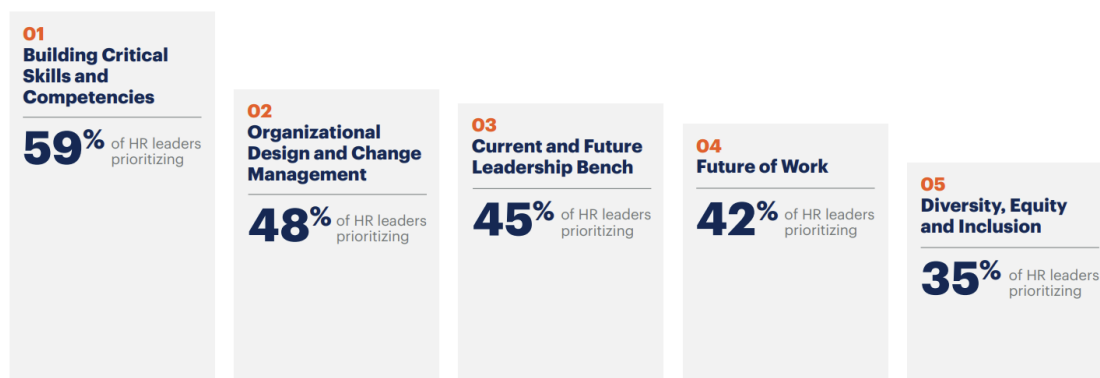 01
Building Critical
Skills and
Competencies
59% of HR leaders
prioritizing
02
Organizational
Design and Change
Management
48% of HR leaders
prioritizing
03
Current and Future
Leadership Bench
45% of HR leaders
prioritizing
04
Future of Work
42% of HR leaders
prioritizing
05
Diversity, Equity
and Inclusion
35% of HR leaders
prioritizing